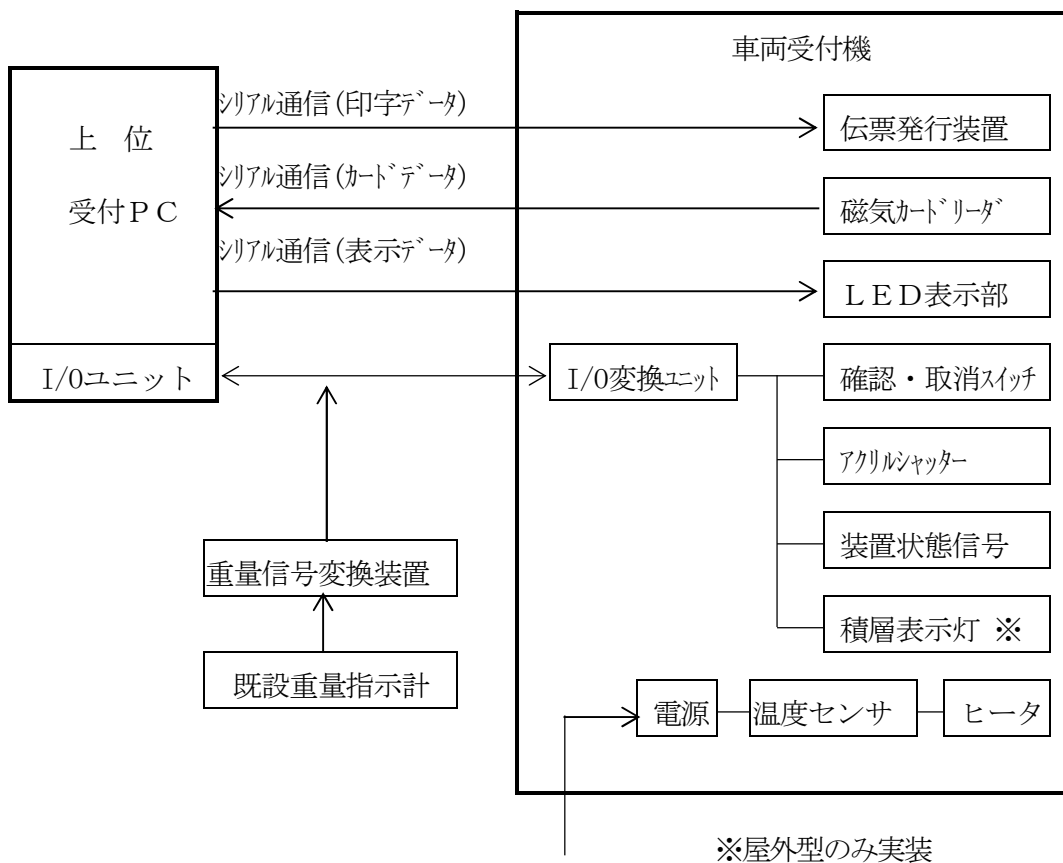 車両受付機
上 位
受付ＰＣ
ｼﾘｱﾙ通信(印字ﾃﾞｰﾀ)
伝票発行装置
ｼﾘｱﾙ通信(ｶｰﾄﾞﾃﾞｰﾀ)
磁気ｶｰﾄﾞﾘｰﾀﾞ
ｼﾘｱﾙ通信(表示ﾃﾞｰﾀ)
ＬＥＤ表示部
I/Oユニット
I/O変換ﾕﾆｯﾄ
確認・取消ｽｲｯﾁ
ｱｸﾘﾙｼｬｯﾀｰ
装置状態信号
積層表示灯 ※
重量信号変換装置
既設重量指示計
電源
温度センサ
ヒータ
※屋外型のみ実装